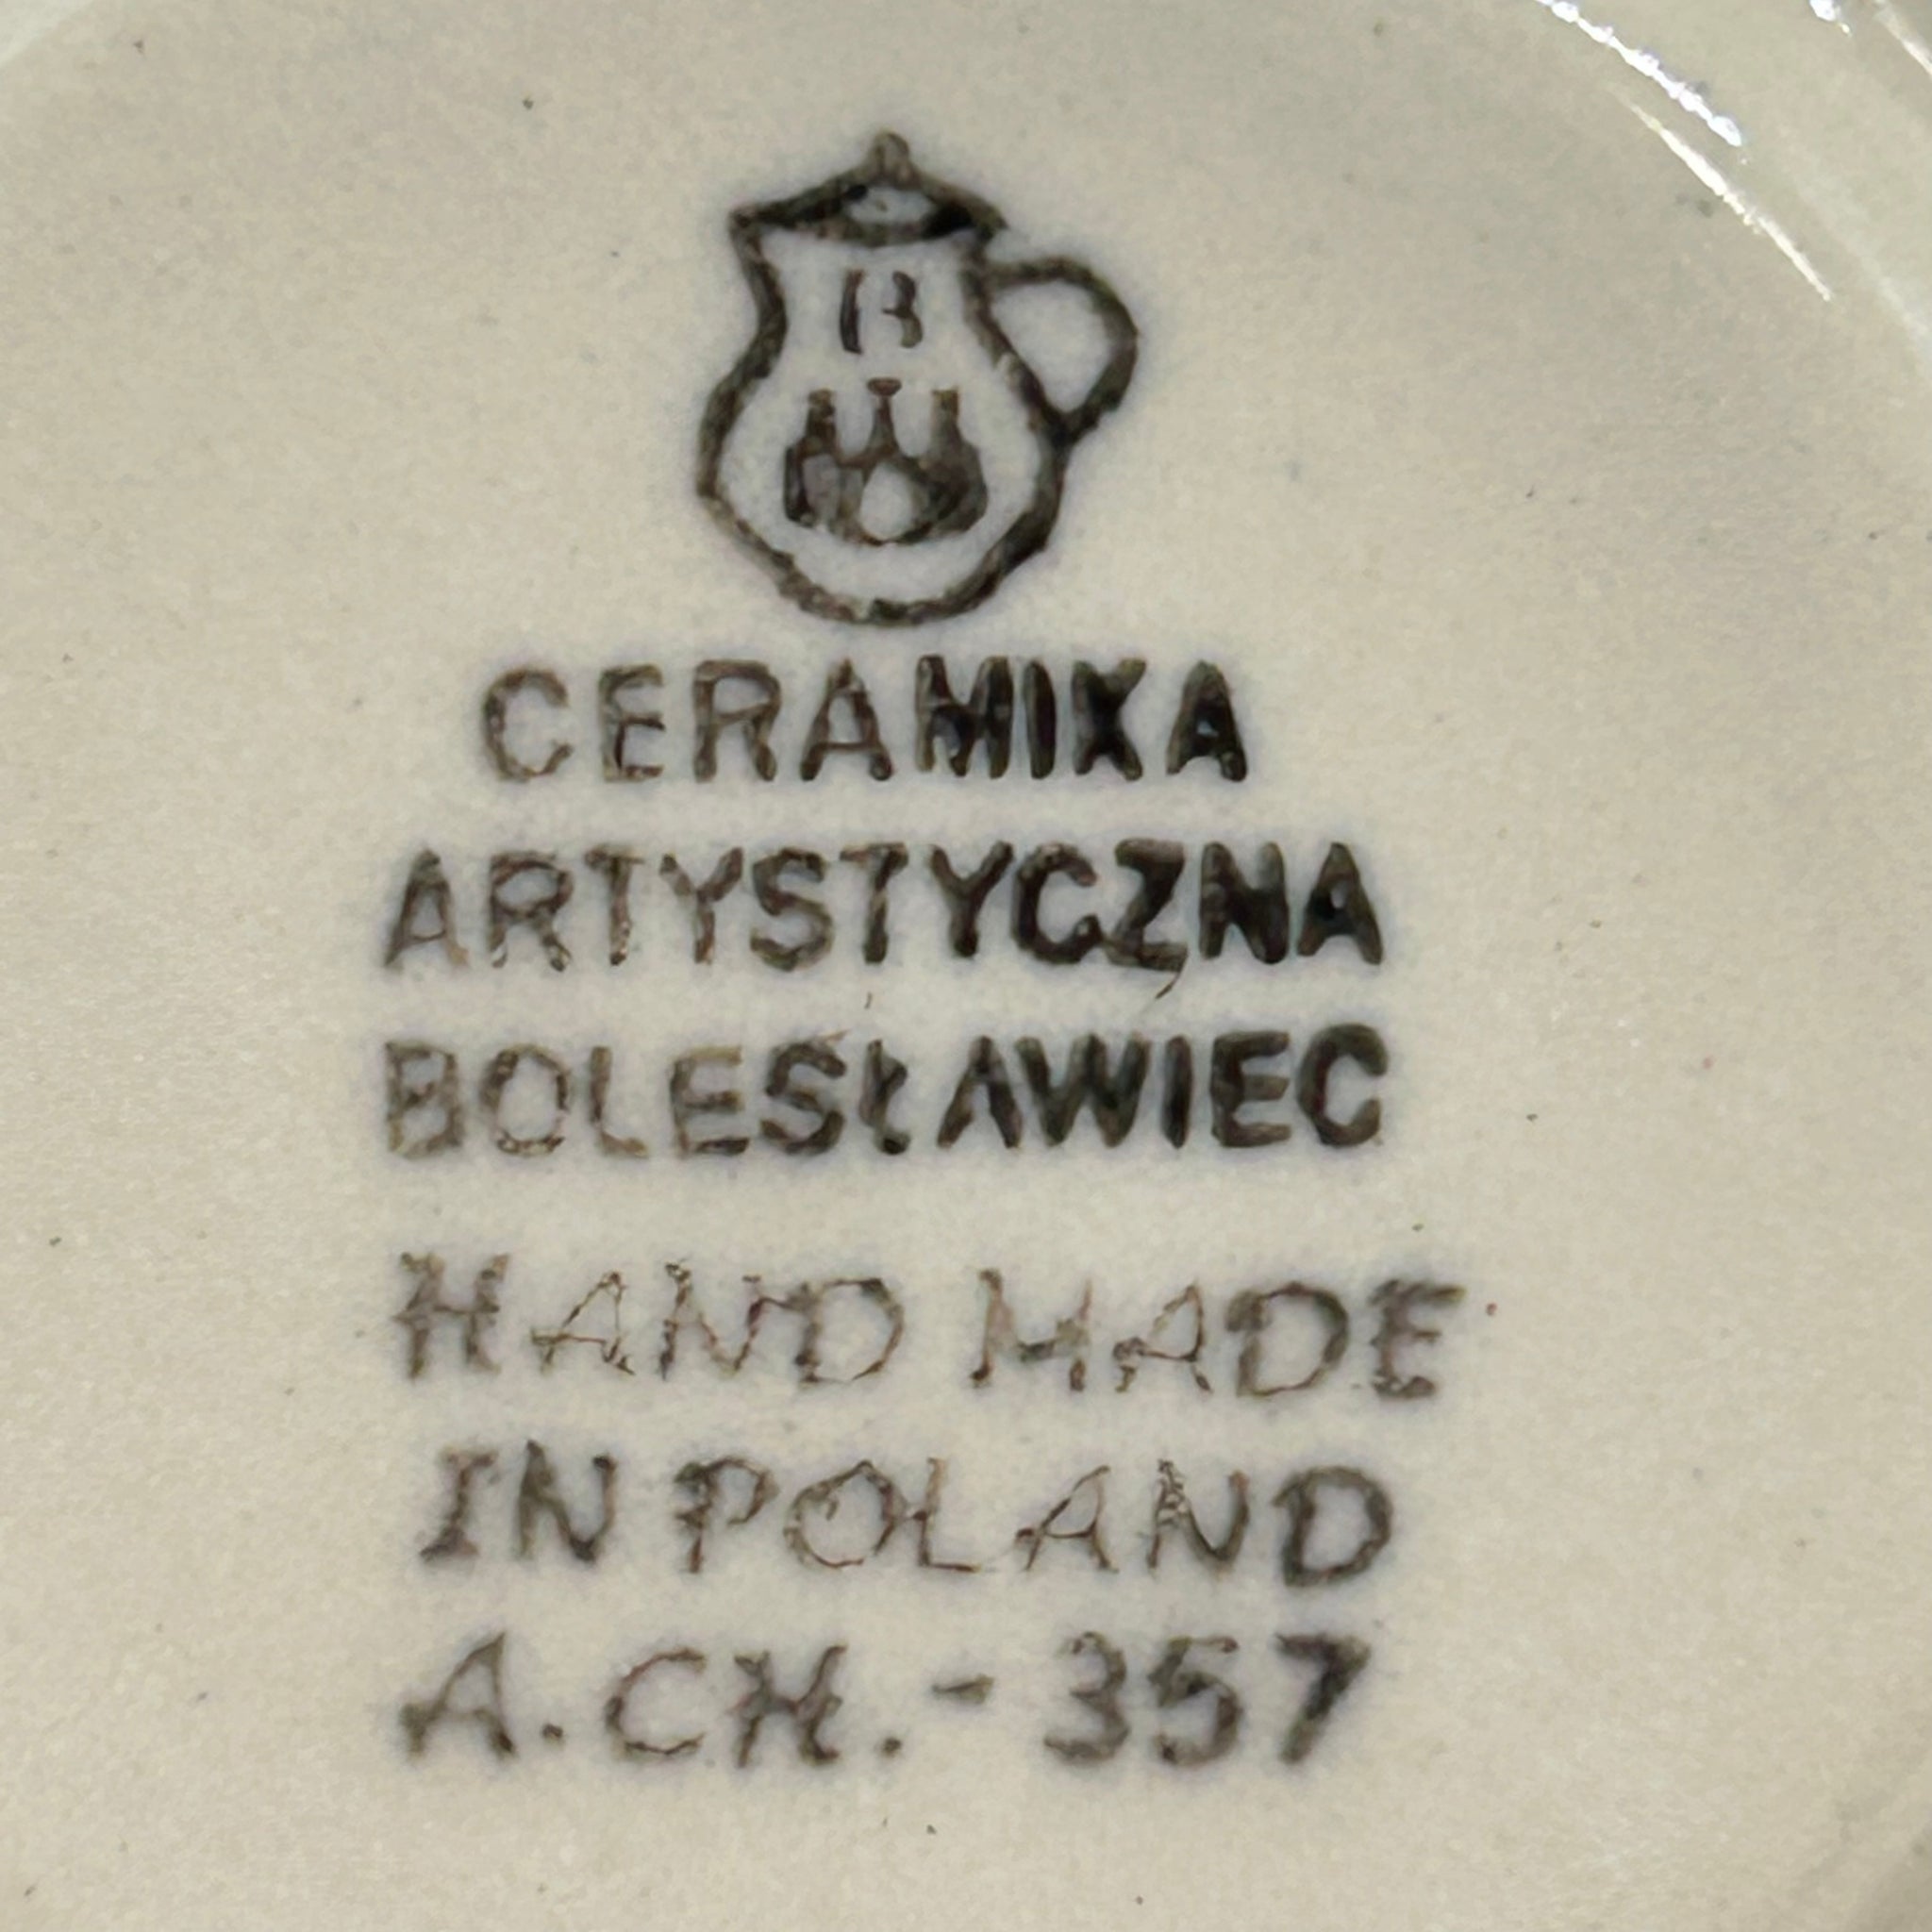 B
CERAMIKA
ARTYSTYCZNA
BOLESŁAWIEC
HAND MADE
IN POLAND
A.CH.-357